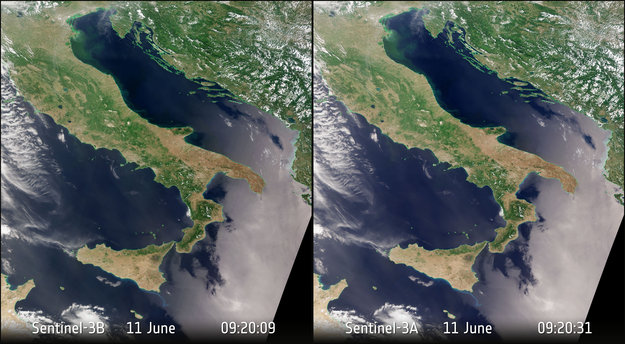 Sentinel-3B 11 June 09:20:09
Sentinel-3A 11 June 09:20:31